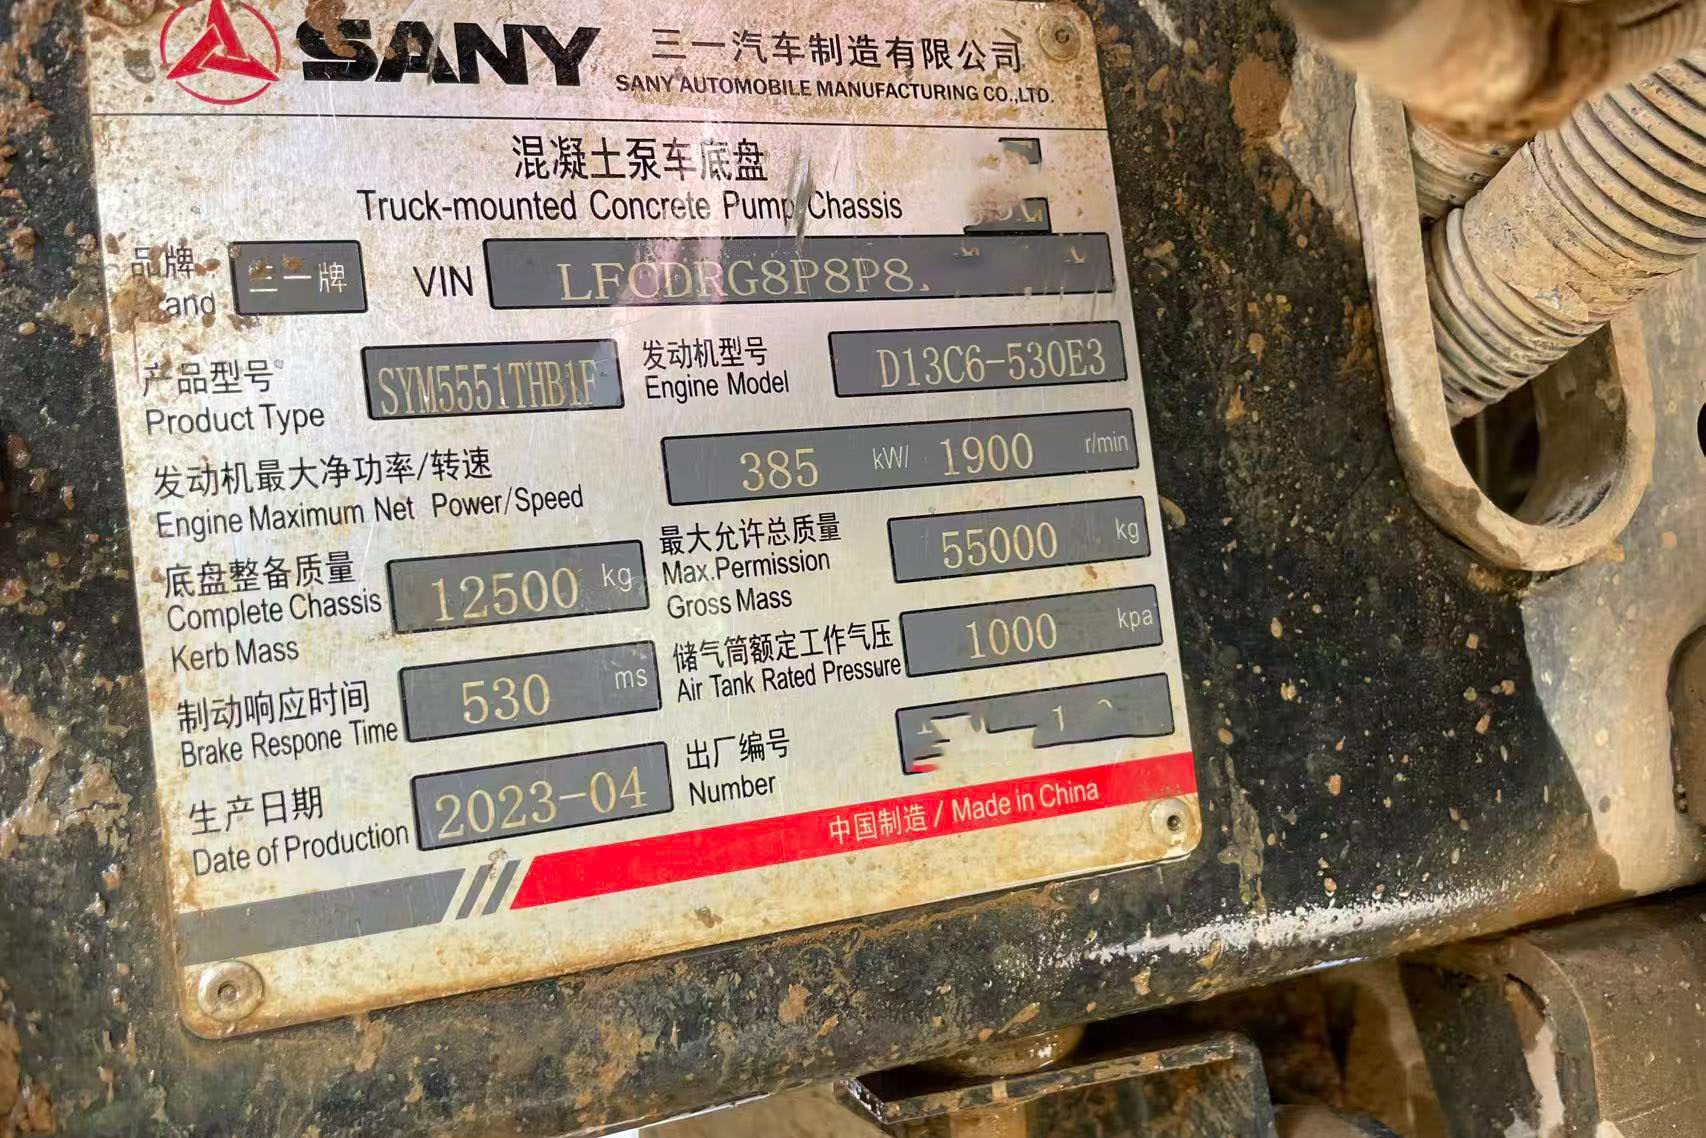 SANY 三一汽车制造有限公司
SANY AUTOMOBILE MANUFACTURING CO.,LTD.
混凝土泵车底盘
Truck-mounted Concrete Pump Chassis
品牌 三一牌 VIN LFCDRG8P8P8
and
产品型号 SYM5551THB1F 发动机型号 D13C6-530E3
Product Type Engine Model
发动机最大净功率/转速 385 kW/ 1900 r/min
Engine Maximum Net Power/Speed
底盘整备质量 12500 kg 最大允许总质量 55000 kg
Complete Chassis Max.Permission
Kerb Mass Gross Mass
制动响应时间 530 ms 储气筒额定工作气压 1000 kpa
Brake Respone Time Air Tank Rated Pressure
生产日期 2023-04 出厂编号
Date of Production Number
中国制造/Made in China